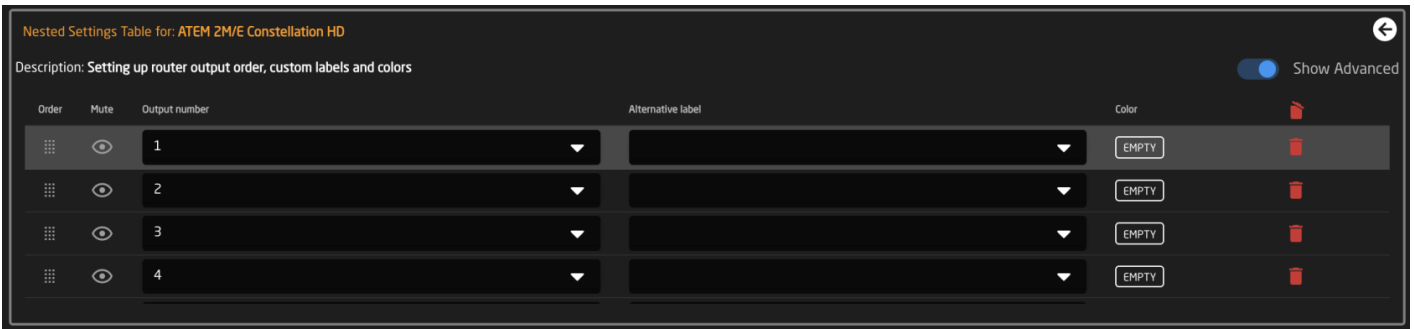 Nested Settings Table for: ATEM 2M/E Constellation HD
Description: Setting up router output order, custom labels and colors
Show Advanced
Order Mute Output number Alternative label Color
1 EMPTY
2 EMPTY
3 EMPTY
4 EMPTY